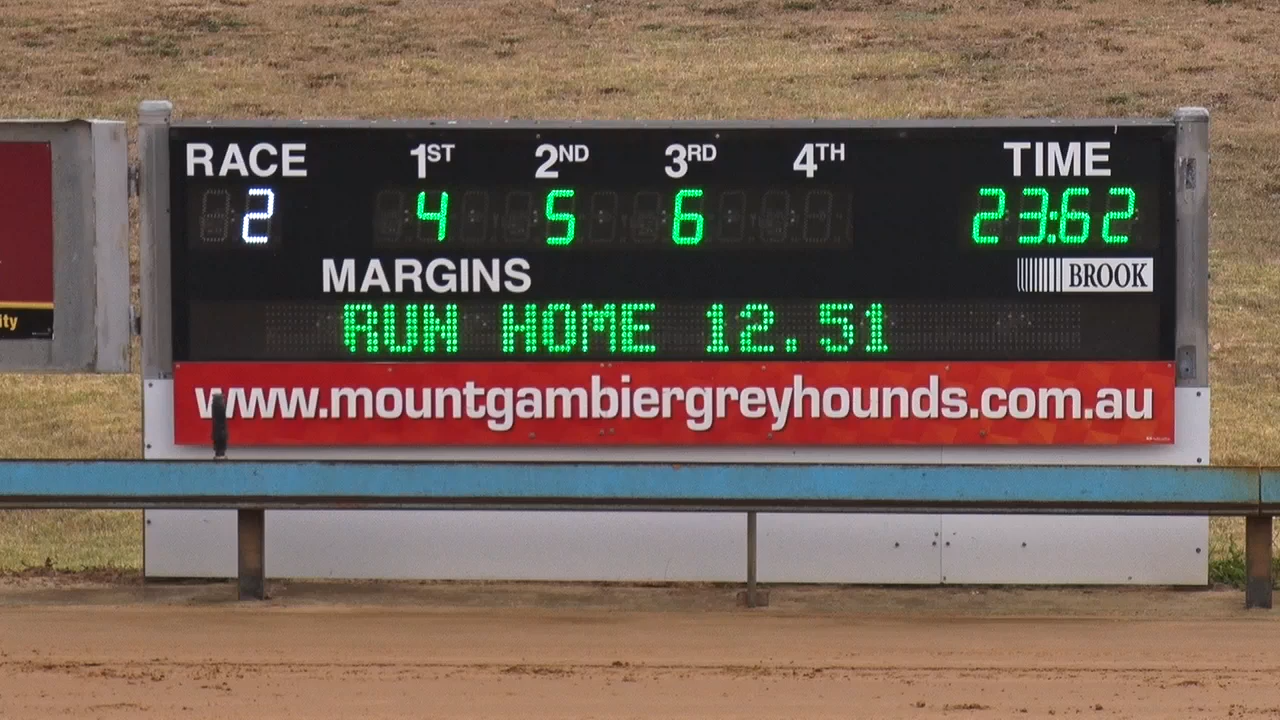 RACE 1ST 2ND 3RD 4TH TIME
2 4 5 6 23:62
MARGINS BROOK
RUN HOME 12.51
www.mountgambiergreyhounds.com.au
ity